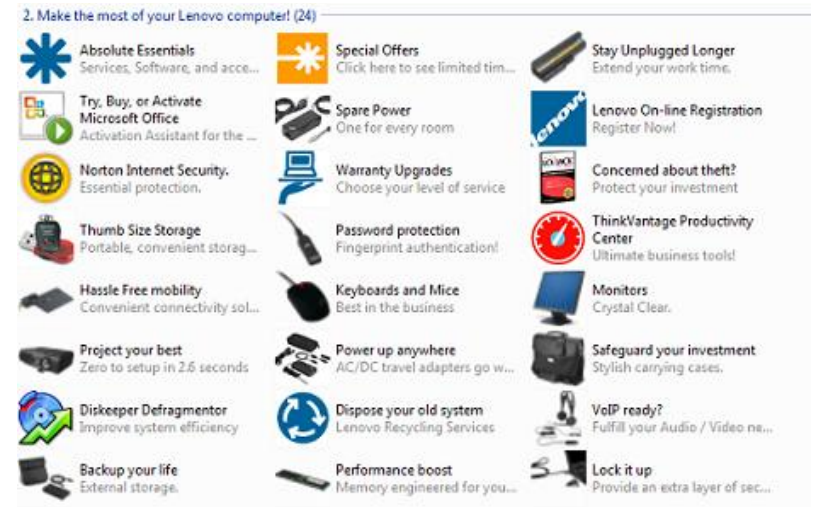 2. Make the most of your Lenovo computer! (24)
Absolute Essentials
Services, Software, and acce...
Special Offers
Click here to see limited tim...
Stay Unplugged Longer
Extend your work time.
Try, Buy, or Activate
Microsoft Office
Activation Assistant for the ...
Spare Power
One for every room
lenovo
Lenovo On-line Registration
Register Now!
Norton Internet Security.
Essential protection.
Warranty Upgrades
Choose your level of service
Concerned about theft?
Protect your investment
Thumb Size Storage
Portable, convenient storag...
Password protection
Fingerprint authentication!
ThinkVantage Productivity
Center
Ultimate business tools!
Hassle Free mobility
Convenient connectivity sol...
Keyboards and Mice
Best in the business
Monitors
Crystal Clear.
Project your best
Zero to setup in 2.6 seconds
Power up anywhere
AC/DC travel adapters go w...
Safeguard your investment
Stylish carrying cases.
Diskeeper Defragmentor
Improve system efficiency
Dispose your old system
Lenovo Recycling Services
VoIP ready?
Fulfill your Audio / Video ne...
Backup your life
External storage.
Performance boost
Memory engineered for you...
Lock it up
Provide an extra layer of sec...